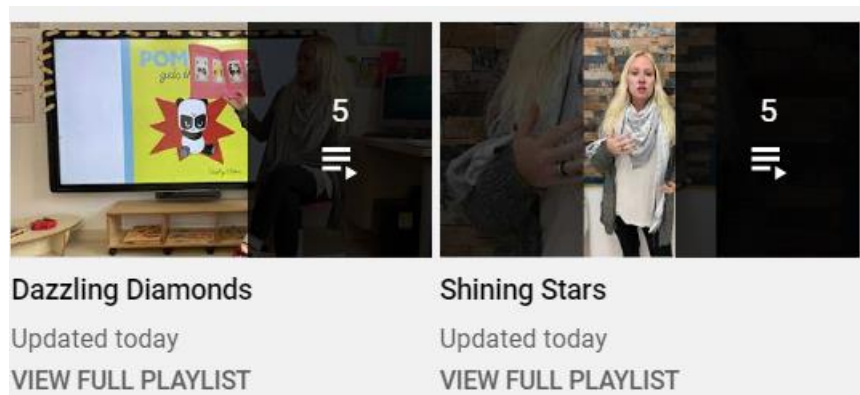 POM
5
5
Dazzling Diamonds
Shining Stars
Updated today
Updated today
VIEW FULL PLAYLIST
VIEW FULL PLAYLIST